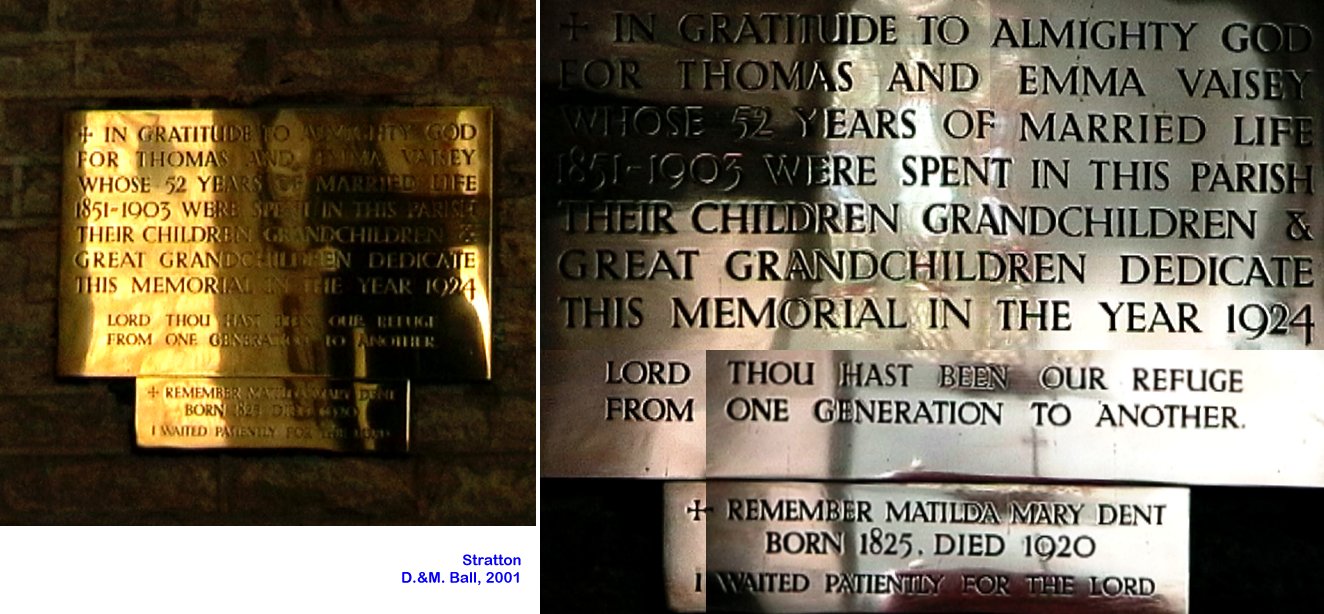 + IN GRATITUDE TO ALMIGHTY GOD
FOR THOMAS AND EMMA VAISEY
WHOSE 52 YEARS OF MARRIED LIFE
1851-1903 WERE SPENT IN THIS PARISH
THEIR CHILDREN GRANDCHILDREN &
GREAT GRANDCHILDREN DEDICATE
THIS MEMORIAL IN THE YEAR 1924
LORD THOU HAST BEEN OUR REFUGE
FROM ONE GENERATION TO ANOTHER.
+ REMEMBER MATILDA MARY DENT
BORN 1825 DIED 1920
I WAITED PATIENTLY FOR THE LORD
Stratton
D.&M. Ball, 2001
+ IN GRATITUDE TO ALMIGHTY GOD
FOR THOMAS AND EMMA VAISEY
WHOSE 52 YEARS OF MARRIED LIFE
1851-1903 WERE SPENT IN THIS PARISH
THEIR CHILDREN GRANDCHILDREN &
GREAT GRANDCHILDREN DEDICATE
THIS MEMORIAL IN THE YEAR 1924
LORD THOU HAST BEEN OUR REFUGE
FROM ONE GENERATION TO ANOTHER.
+ REMEMBER MATILDA MARY DENT
BORN 1825. DIED 1920
I WAITED PATIENTLY FOR THE LORD